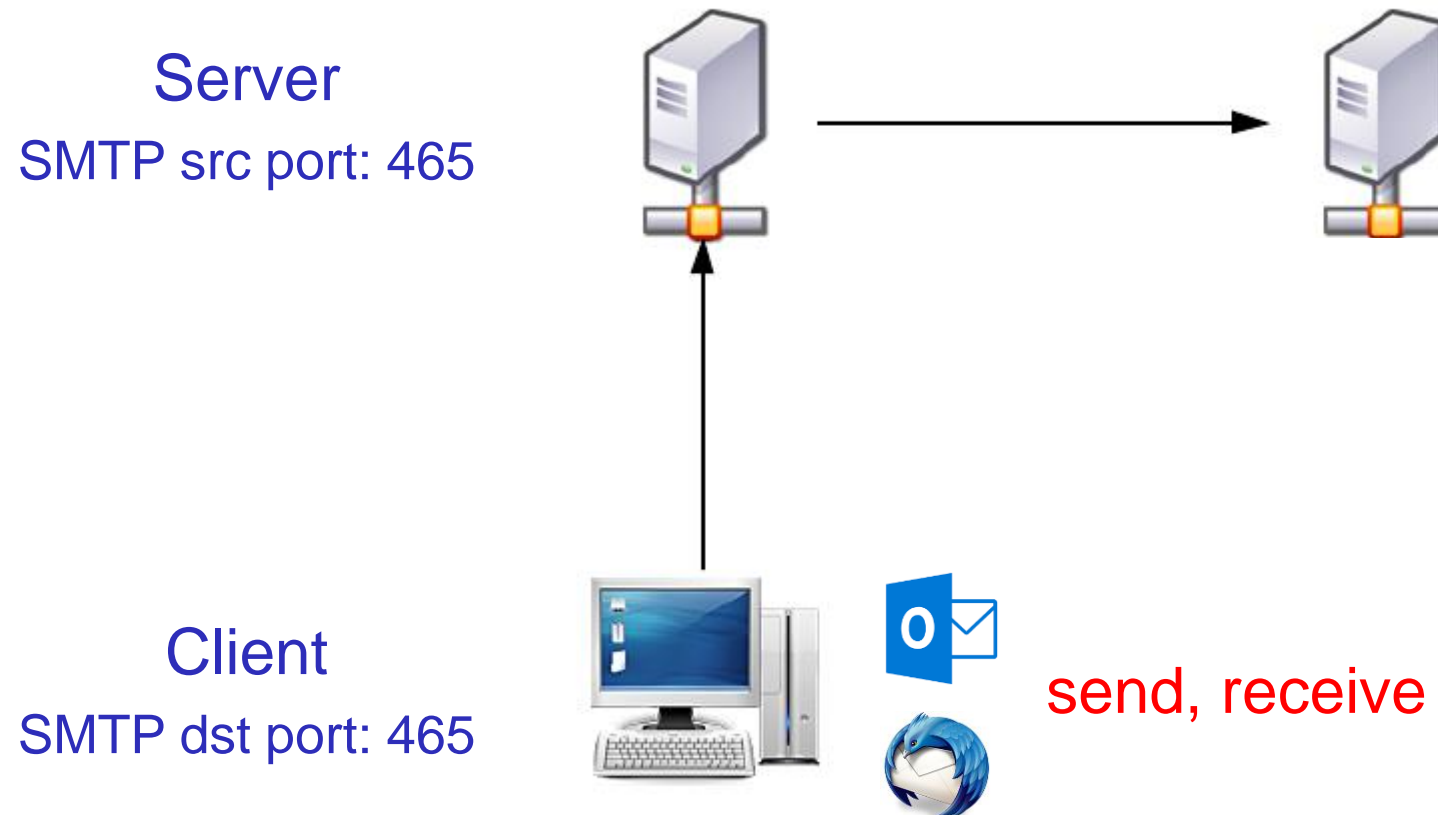 Server
SMTP src port: 465
Client
SMTP dst port: 465
O
send, receive